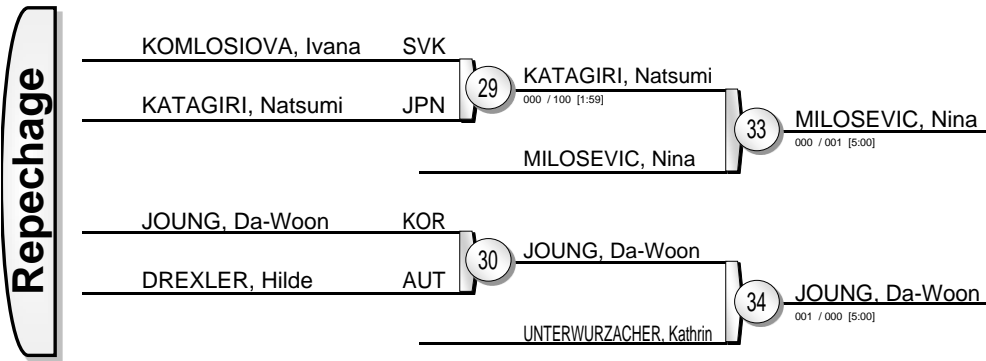 Repechage
KOMLOSIOVA, Ivana SVK
KATAGIRI, Natsumi JPN
29
KATAGIRI, Natsumi
000 / 100 [1:59]
MILOSEVIC, Nina
33
MILOSEVIC, Nina
000 / 001 [5:00]
JOUNG, Da-Woon KOR
DREXLER, Hilde AUT
30
JOUNG, Da-Woon
UNTERWURZACHER, Kathrin
34
JOUNG, Da-Woon
001 / 000 [5:00]